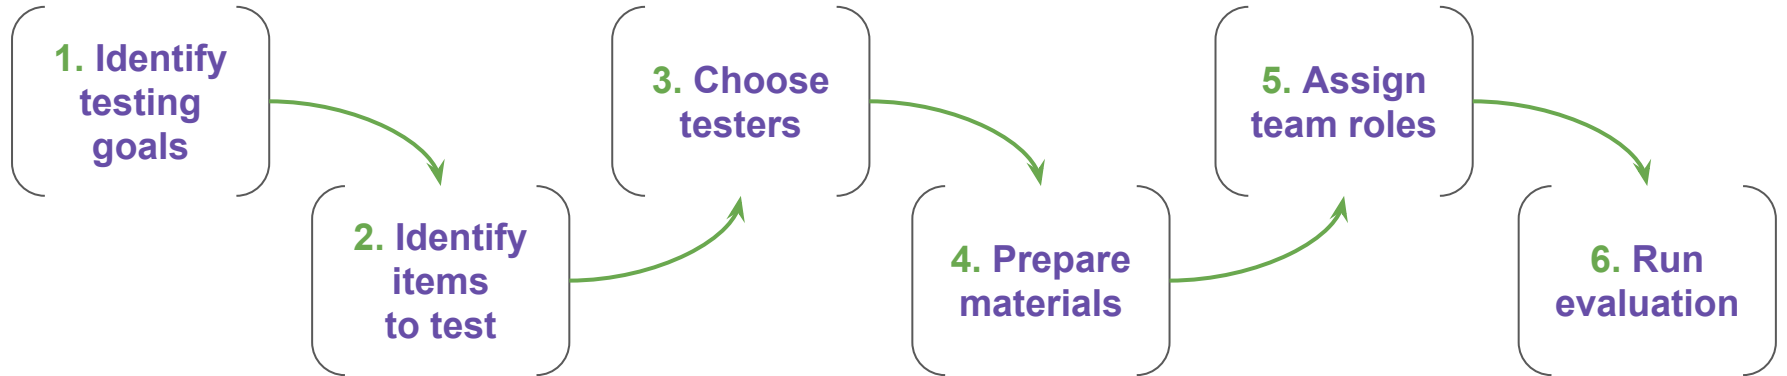 1. Identify
testing
goals
2. Identify
items
to test
3. Choose
testers
4. Prepare
materials
5. Assign
team roles
6. Run
evaluation